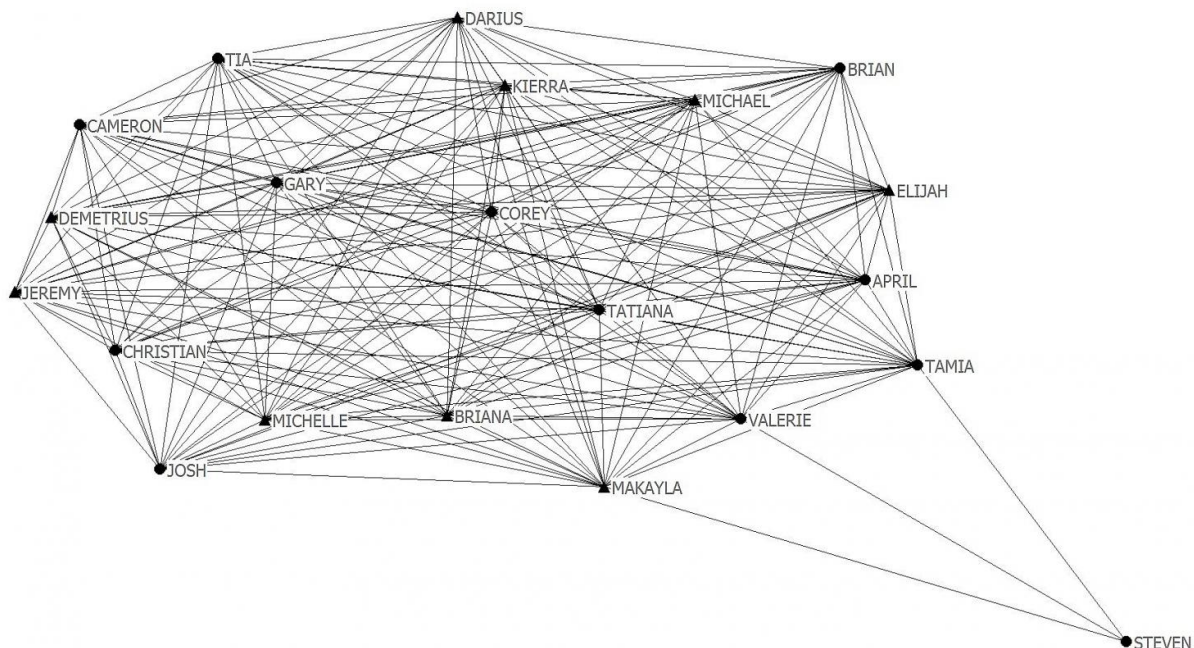 DARIUS
TIA
BRIAN
KIERRA
MICHAEL
CAMERON
GARY
ELIJAH
COREY
DEMETRIUS
APRIL
JEREMY
TATIANA
CHRISTIAN
TAMIA
BRIANA
MICHELLE
VALERIE
JOSH
MAKAYLA
STEVEN